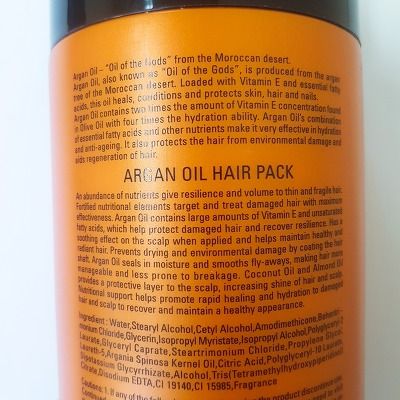 Argan Oil – "Oil of the Gods" from the Moroccan desert.
Argan Oil, also known as "Oil of the Gods", is produced from the argan
tree of the Moroccan desert. Loaded with Vitamin E and essential fatty
acids, this oil heals, conditions and protects skin, hair and nails.
Argan Oil contains two times the amount of Vitamin E concentration found
in Olive Oil with four times the hydration ability. Argan Oil's combination
of essential fatty acids and other nutrients make it very effective in hydration
and anti-ageing. It also protects the hair from environmental damage and
aids regeneration of hair.
ARGAN OIL HAIR PACK
An abundance of nutrients give resilience and volume to thin and fragile hair.
Fortified nutritional elements target and treat damaged hair with maximum
effectiveness. Argan Oil contains large amounts of Vitamin E and unsaturated
fatty acids, which help protect damaged hair and recover resilience. Has a
soothing effect on the scalp when applied and helps maintain healthy and
radiant hair. Prevents drying and environmental damage by coating the hair
shaft. Argan Oil seals in moisture and smooths fly-aways, making hair more
manageable and less prone to breakage. Coconut Oil and Almond Oil
provides a protective layer to the scalp, increasing shine of hair and scalp.
Nutritional support helps promote rapid healing and hydration to damaged
hair and scalp to recover and maintain a healthy appearance.
Ingredient : Water,Stearyl Alcohol,Cetyl Alcohol,Amodimethicone,Behentri-
monium Chloride,Glycerin,Isopropyl Myristate,Isopropyl Alcohol,Polyglyceryl-
Laurate,Glyceryl Caprate,Steartrimonium Chloride,Propylene Glycol,
Laureth-5,Argania Spinosa Kernel Oil,Citric Acid,Polyglyceryl-10 Laurate,
Dipotassium Glycyrrhizate,Alcohol,Tris(Tetramethylhydroxypiperidinol)
Citrate,Disodium EDTA,CI 19140,CI 15985,Fragrance
Cautions: 1. If any of the following